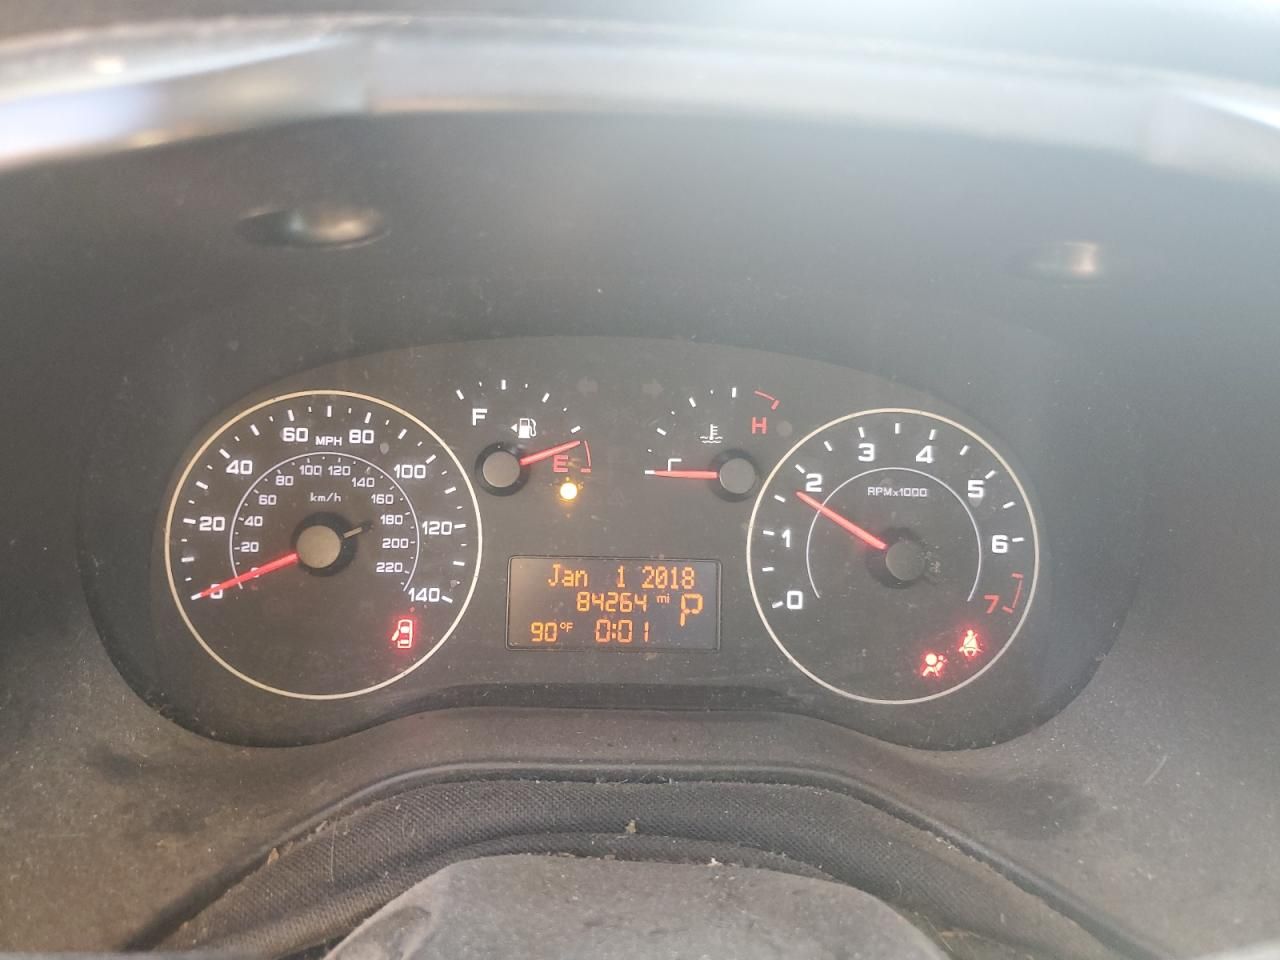 60 MPH 80
40 100
20 120
0 140
100 120
80 140
60 km/h 160
40 180
20 200
0 220
F
E
H
C
Jan 1 2018
84264 mi P
90°F 0:01
3 4
2 RPMx1000 5
1 6
0 7